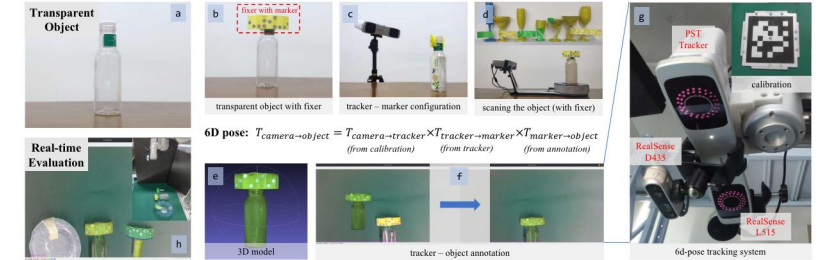 Transparent
Object
a
b
fixer with marker
transparent object with fixer
c
tracker – marker configuration
d
scanning the object (with fixer)
g
PST
Tracker
calibration
RealSense
D435
RealSense
L515
6d-pose tracking system
6D pose: T_camera→object = T_camera→tracker × T_tracker→marker × T_marker→object
(from calibration) (from tracker) (from annotation)
Real-time
Evaluation
h
e
3D model
f
tracker – object annotation